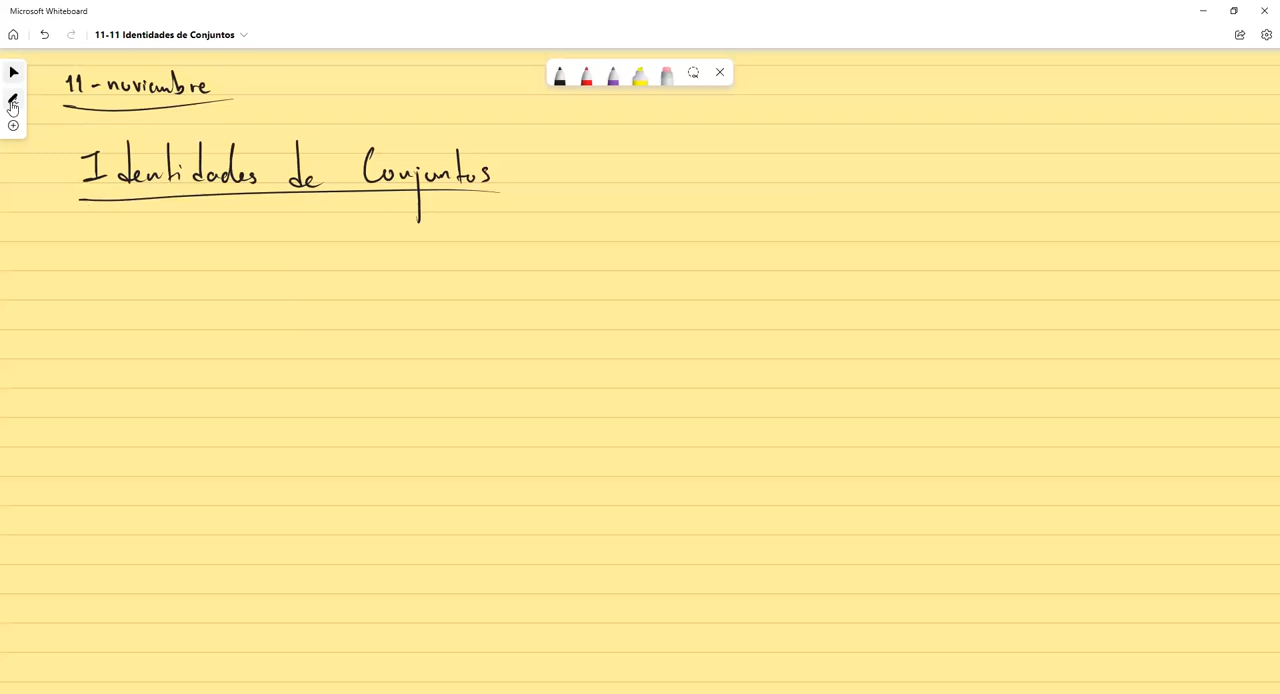 Microsoft Whiteboard
11-11 Identidades de Conjuntos
11 - noviembre
Identidades de Conjuntos